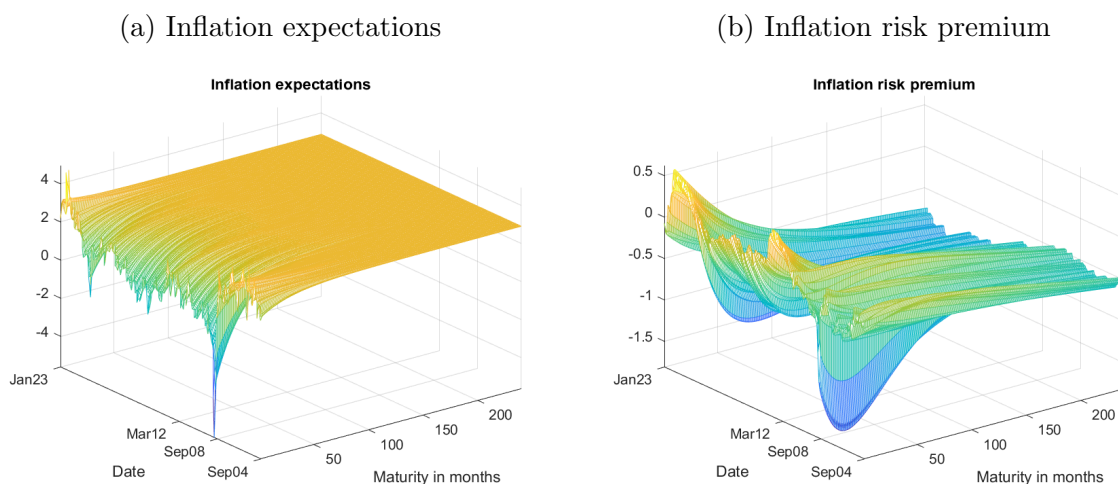 (a) Inflation expectations
Inflation expectations
4
2
0
-2
-4
Jan23
Mar12
Sep08
Sep04
Date
50
100
150
200
Maturity in months
(b) Inflation risk premium
Inflation risk premium
0.5
0
-0.5
-1
-1.5
Jan23
Mar12
Sep08
Sep04
Date
50
100
150
200
Maturity in months